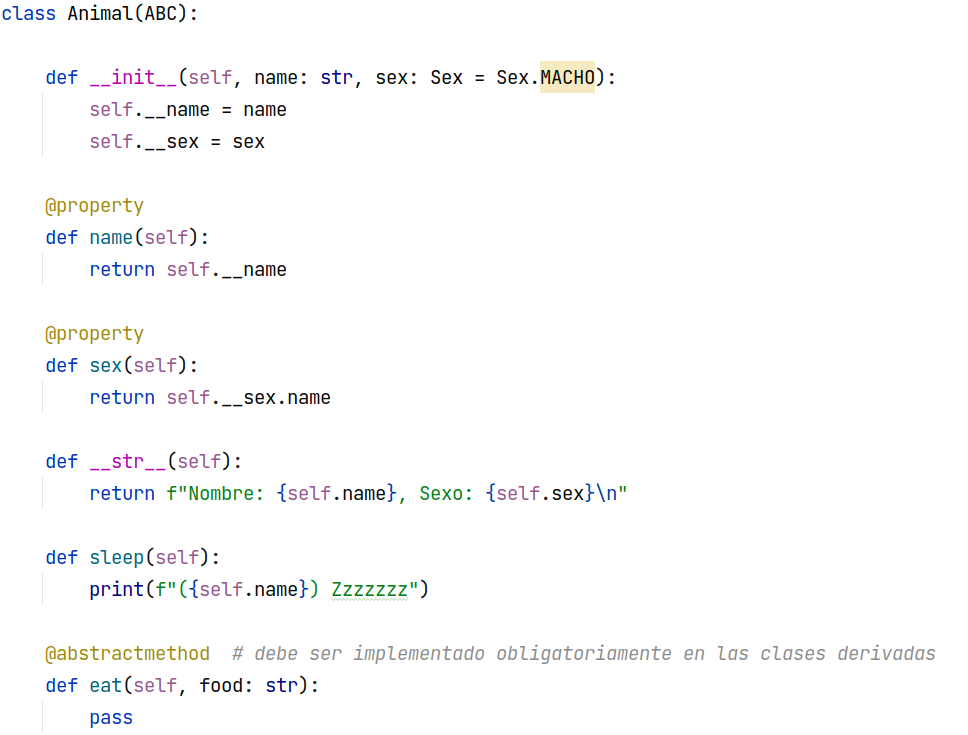 class Animal(ABC):
def __init__(self, name: str, sex: Sex = Sex.MACHO):
self.__name = name
self.__sex = sex
@property
def name(self):
return self.__name
@property
def sex(self):
return self.__sex.name
def __str__(self):
return f"Nombre: {self.name}, Sexo: {self.sex}\n"
def sleep(self):
print(f"({self.name}) Zzzzzzz")
@abstractmethod  # debe ser implementado obligatoriamente en las clases derivadas
def eat(self, food: str):
pass